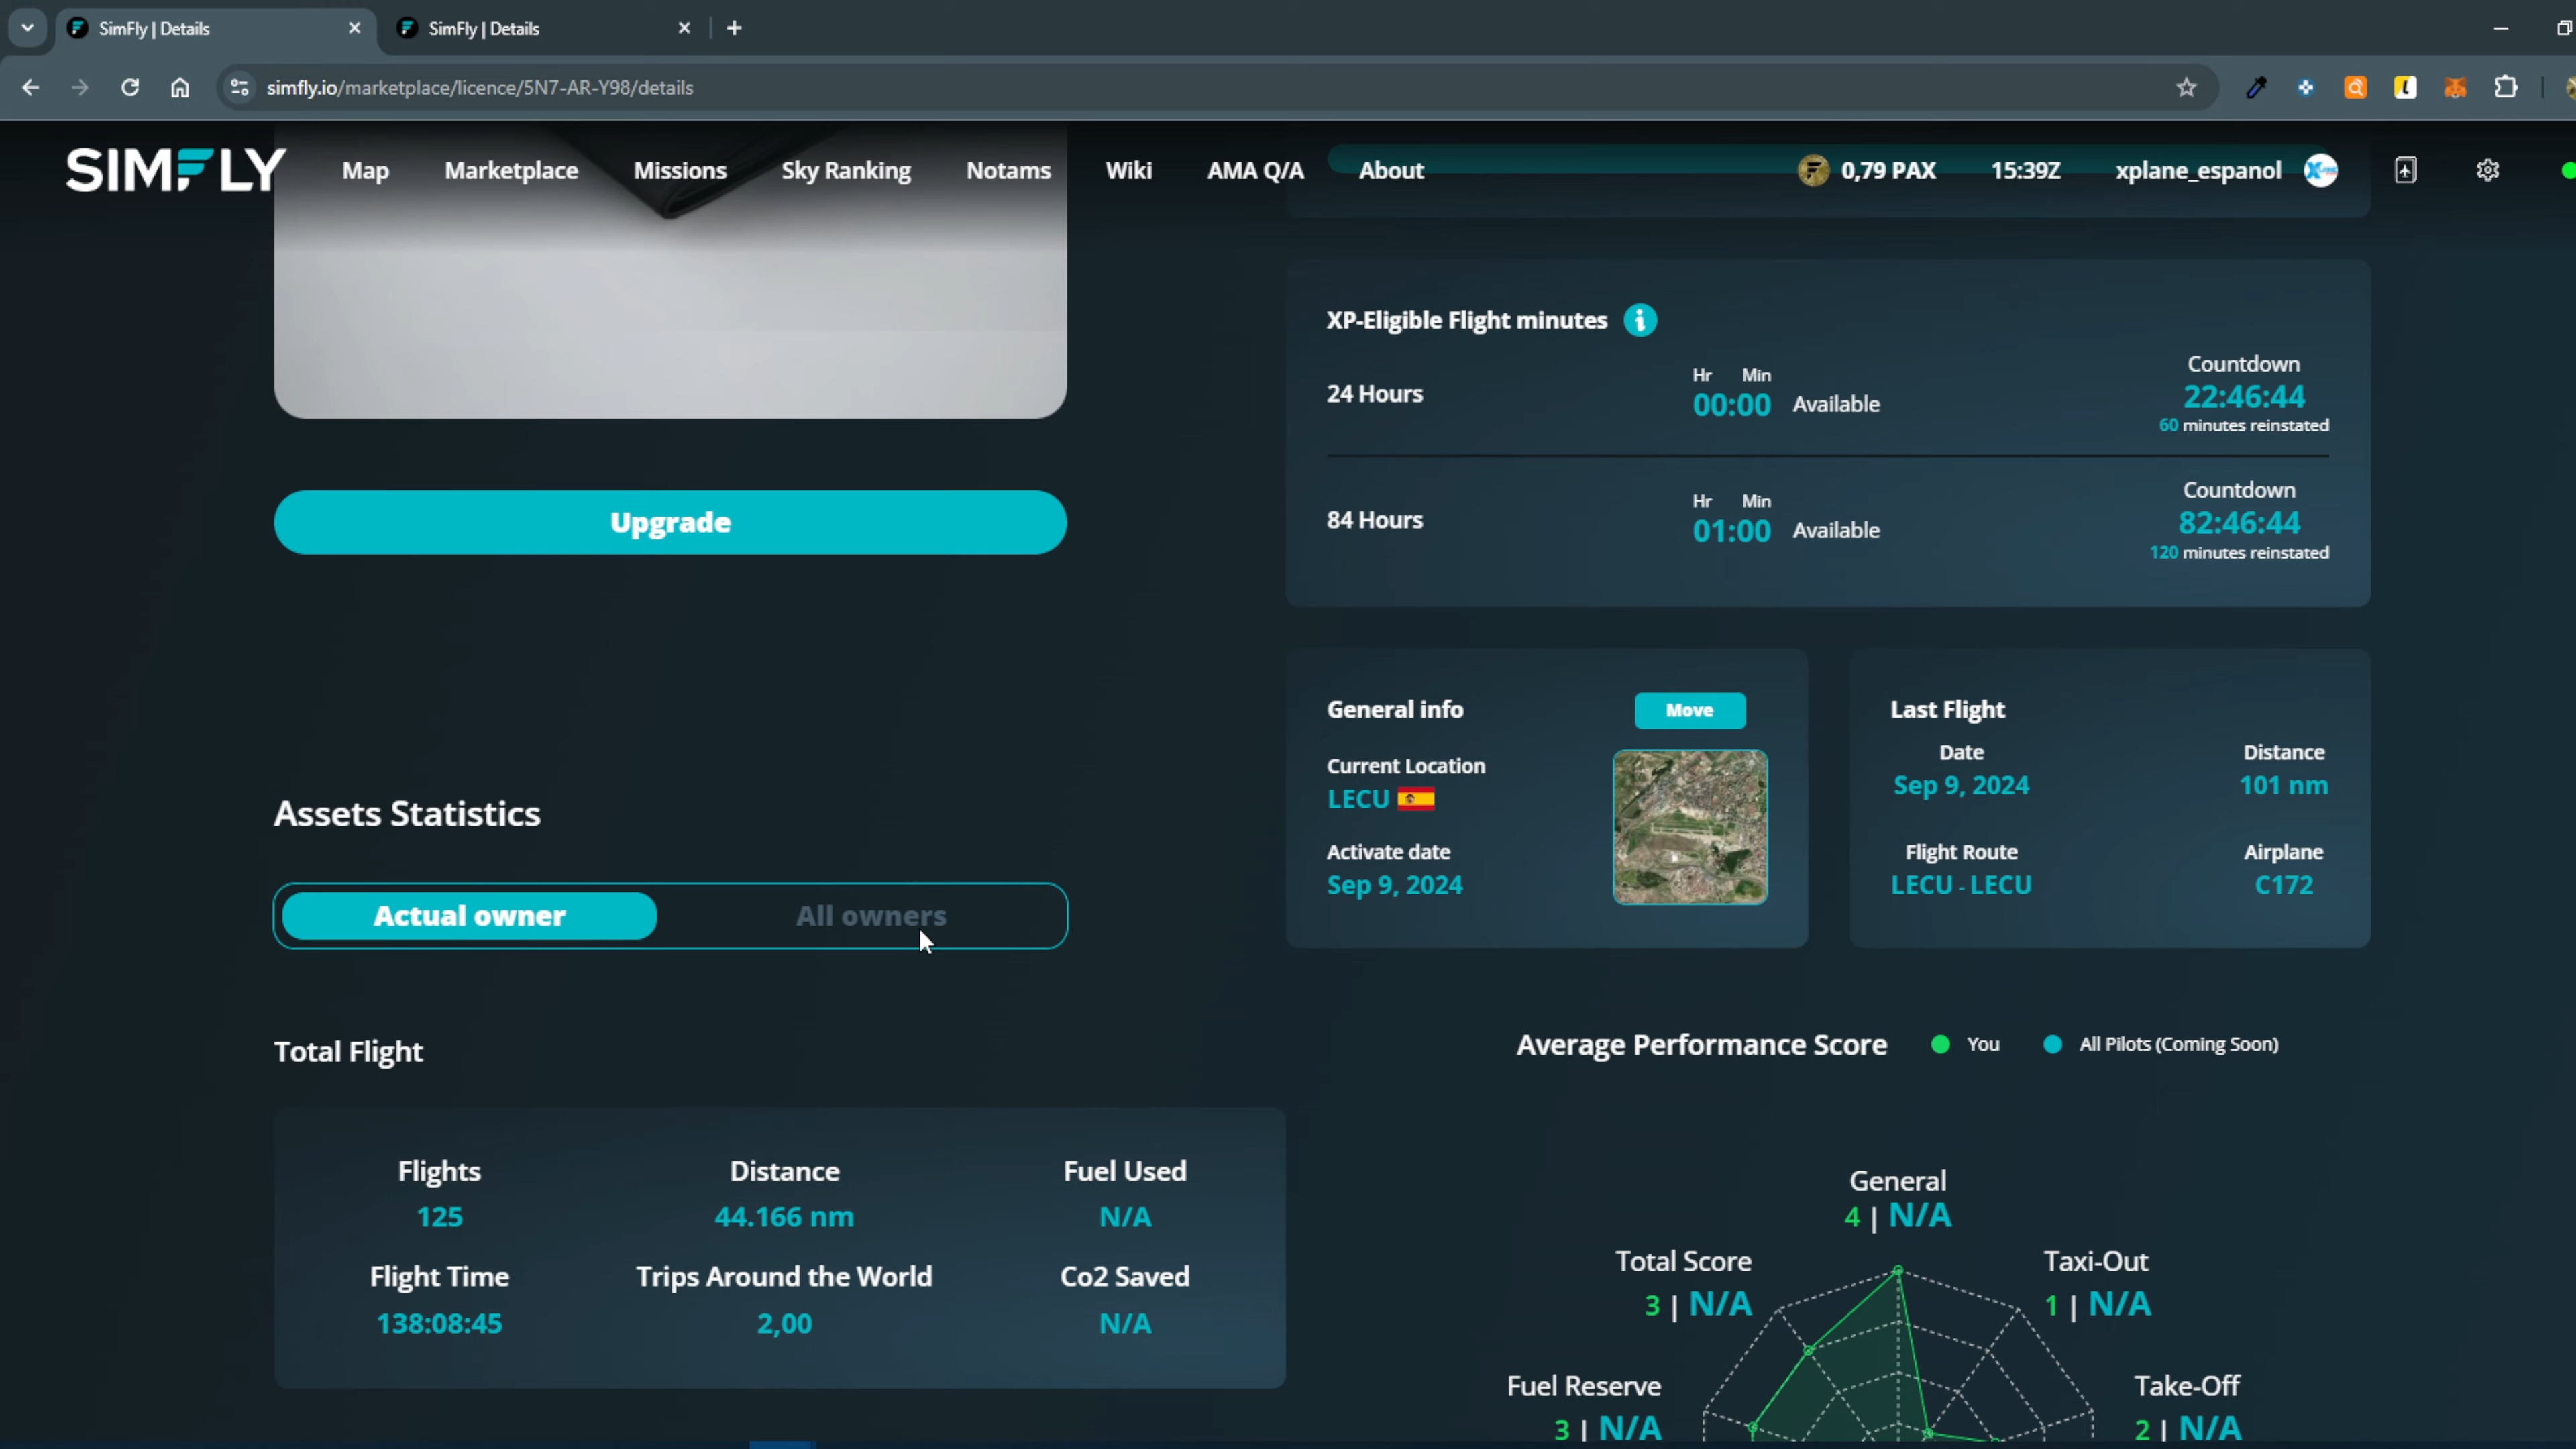 SimFly | Details
SimFly | Details
simfly.io/marketplace/licence/5N7-AR-Y98/details
SIMFLY
Map
Marketplace
Missions
Sky Ranking
Notams
Wiki
AMA Q/A
About
0,79 PAX
15:39Z
xplane_espanol
XP-Eligible Flight minutes
24 Hours
Hr Min
00:00 Available
Countdown
22:46:44
60 minutes reinstated
84 Hours
Hr Min
01:00 Available
Countdown
82:46:44
120 minutes reinstated
Upgrade
General info
Move
Current Location
LECU
Activate date
Sep 9, 2024
Last Flight
Date
Sep 9, 2024
Distance
101 nm
Flight Route
LECU - LECU
Airplane
C172
Assets Statistics
Actual owner
All owners
Total Flight
Flights
125
Distance
44.166 nm
Fuel Used
N/A
Flight Time
138:08:45
Trips Around the World
2,00
Co2 Saved
N/A
Average Performance Score
You
All Pilots (Coming Soon)
General
4 | N/A
Total Score
3 | N/A
Taxi-Out
1 | N/A
Fuel Reserve
3 | N/A
Take-Off
2 | N/A